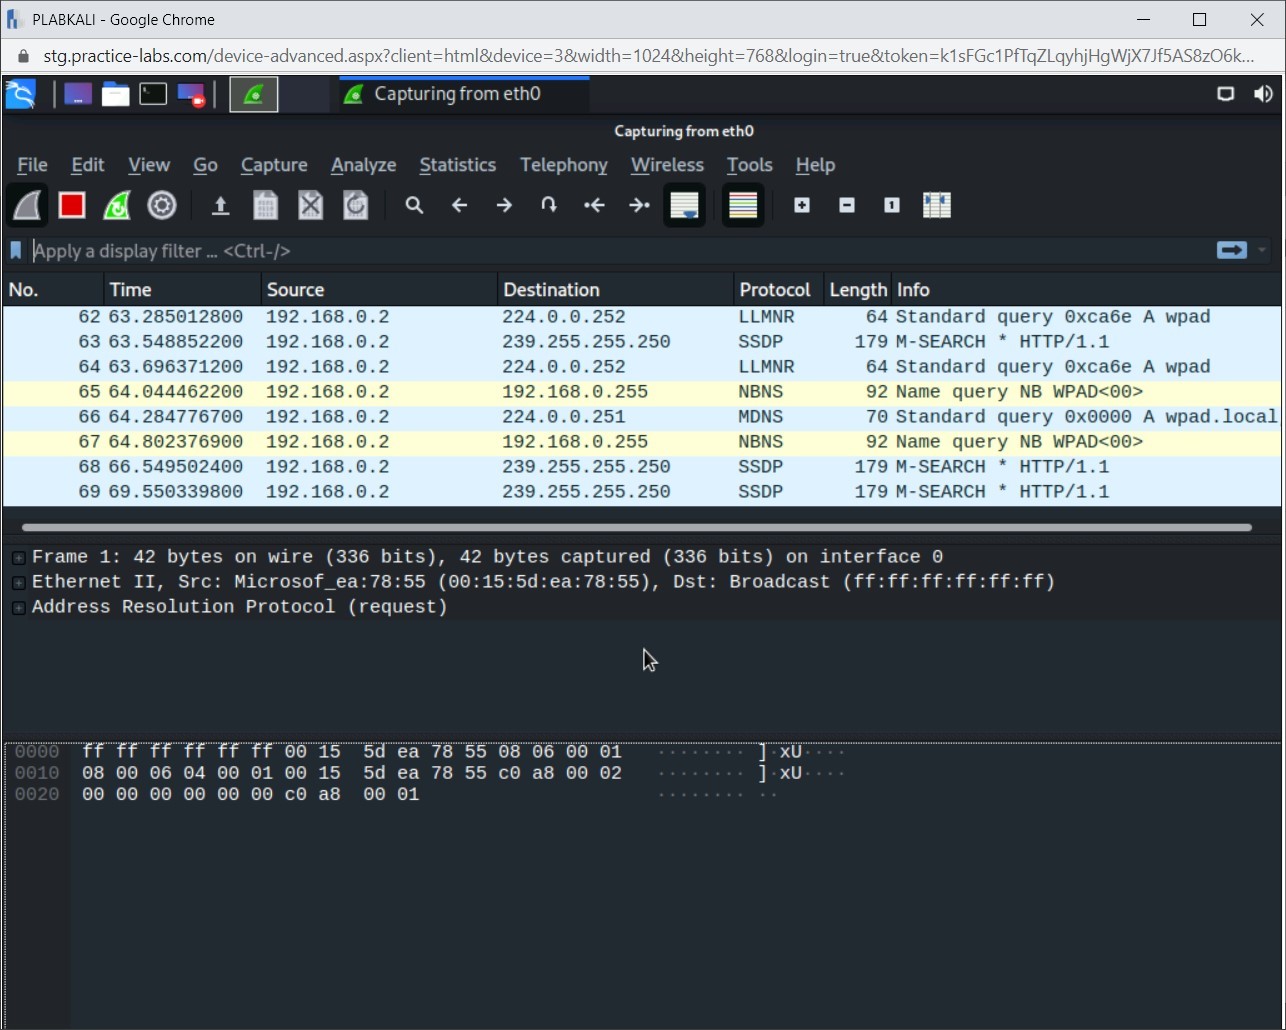 PLABKALI - Google Chrome
stg.practice-labs.com/device-advanced.aspx?client=html&device=3&width=1024&height=768&login=true&token=k1sFGc1PfTqZLqyhjHgWjX7Jf5AS8zO6k...
Capturing from eth0
Capturing from eth0
File Edit View Go Capture Analyze Statistics Telephony Wireless Tools Help
Apply a display filter ... <Ctrl-/>
No. Time Source Destination Protocol Length Info
62 63.285012800 192.168.0.2 224.0.0.252 LLMNR 64 Standard query 0xca6e A wpad
63 63.548852200 192.168.0.2 239.255.255.250 SSDP 179 M-SEARCH * HTTP/1.1
64 63.696371200 192.168.0.2 224.0.0.252 LLMNR 64 Standard query 0xca6e A wpad
65 64.044462200 192.168.0.2 192.168.0.255 NBNS 92 Name query NB WPAD<00>
66 64.284776700 192.168.0.2 224.0.0.251 MDNS 70 Standard query 0x0000 A wpad.local
67 64.802376900 192.168.0.2 192.168.0.255 NBNS 92 Name query NB WPAD<00>
68 66.549502400 192.168.0.2 239.255.255.250 SSDP 179 M-SEARCH * HTTP/1.1
69 69.550339800 192.168.0.2 239.255.255.250 SSDP 179 M-SEARCH * HTTP/1.1
Frame 1: 42 bytes on wire (336 bits), 42 bytes captured (336 bits) on interface 0
Ethernet II, Src: Microsof_ea:78:55 (00:15:5d:ea:78:55), Dst: Broadcast (ff:ff:ff:ff:ff:ff)
Address Resolution Protocol (request)
0000 ff ff ff ff ff ff 00 15 5d ea 78 55 08 06 00 01 ········ ]·xU····
0010 08 00 06 04 00 01 00 15 5d ea 78 55 c0 a8 00 02 ········ ]·xU····
0020 00 00 00 00 00 00 c0 a8 00 01 ········ ··